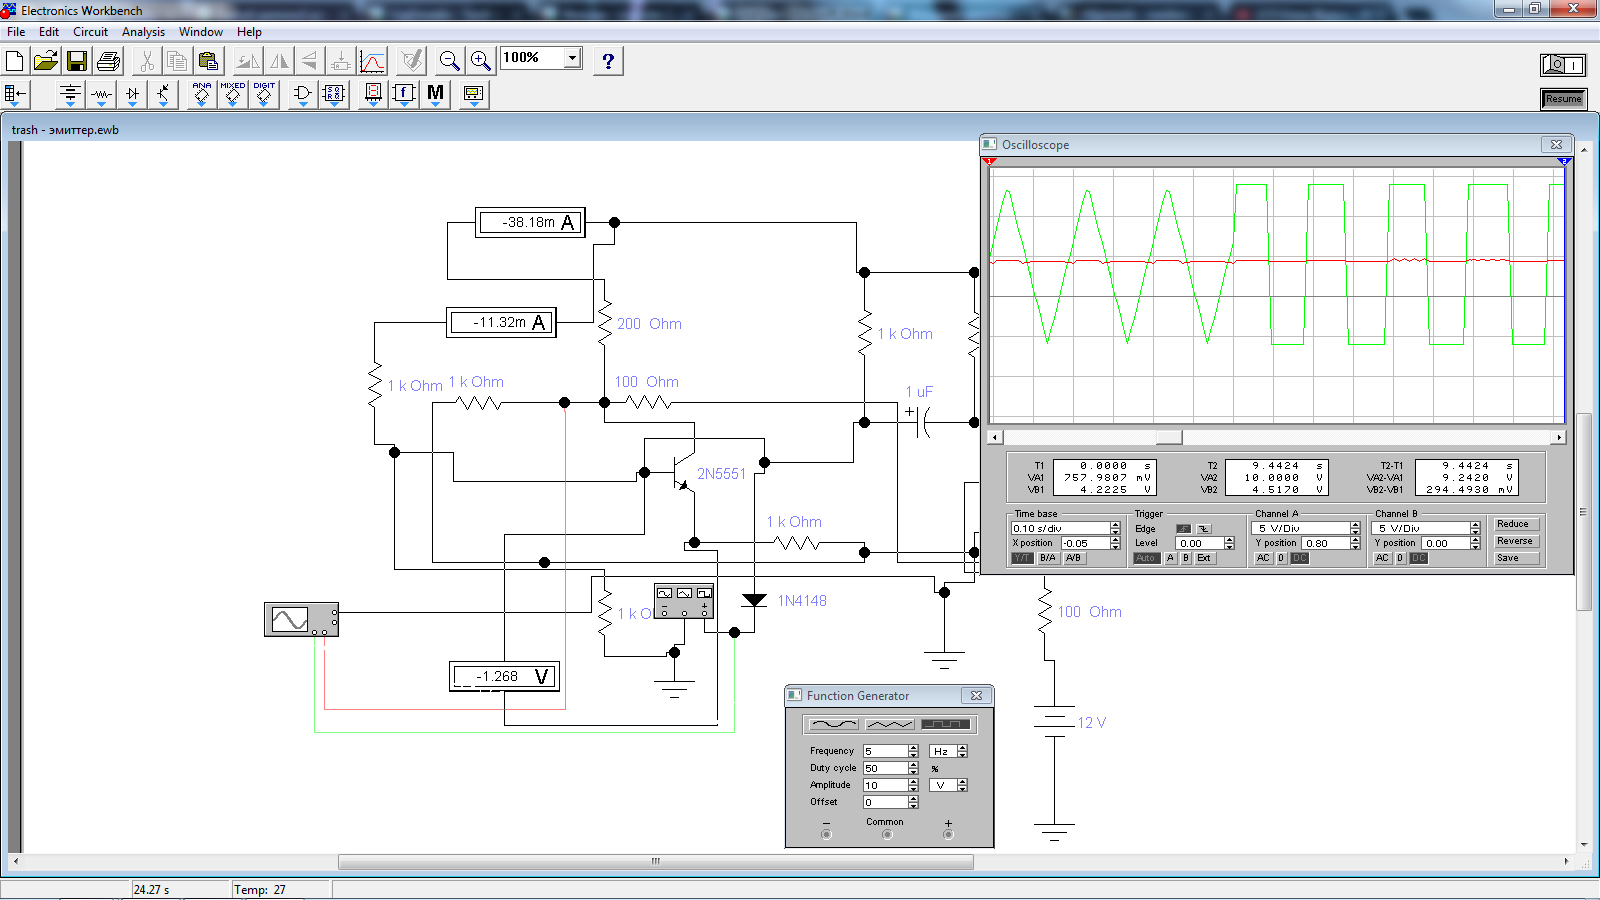 Electronics Workbench
File Edit Circuit Analysis Window Help
100% ?
ANA MIXED DIGIT f M
I
Resume
trash - эмиттер.ewb
Oscilloscope
1 2
-38.18m A
-11.32m A
200 Ohm
1 k Ohm
1 k Ohm 1 k Ohm 100 Ohm
1 uF
+
2N5551
1 k Ohm
1N4148
1 k O
-1.268 V
100 Ohm
12 V
T1 0.0000 s T2 9.4424 s T2-T1 9.4424 s
VA1 757.9807 mV VA2 10.0000 V VA2-VA1 9.2420 V
VB1 4.2225 V VB2 4.5170 V VB2-VB1 294.4930 mV
Time base Trigger Channel A Channel B
0.10 s/div Edge 5 V/Div 5 V/Div Reduce
X position -0.05 Level 0.00 Y position 0.80 Y position 0.00 Reverse
Y/T B/A A/B Auto A B Ext AC 0 DC AC 0 DC Save
Function Generator
Frequency 5 Hz
Duty cycle 50 %
Amplitude 10 V
Offset 0
− Common +
24.27 s Temp: 27